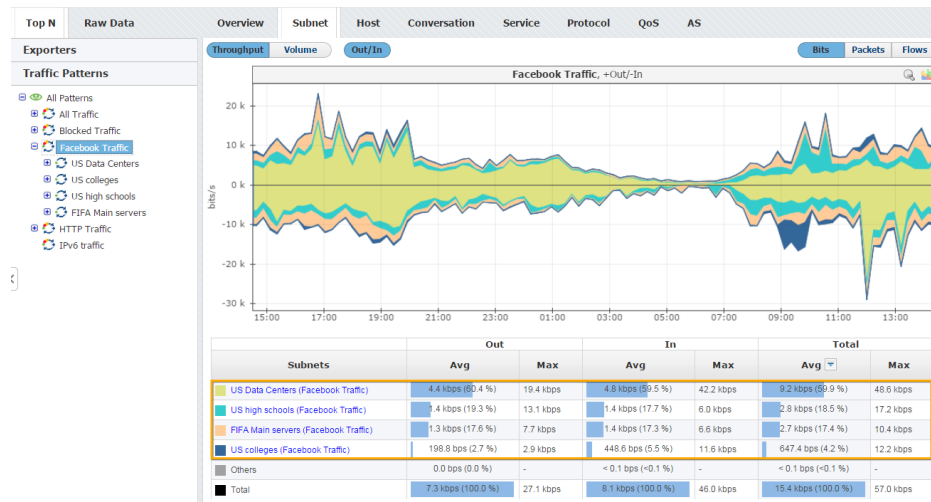 Top N Raw Data Overview Subnet Host Conversation Service Protocol QoS AS
Exporters
Traffic Patterns
All Patterns
All Traffic
Blocked Traffic
Facebook Traffic
US Data Centers
US colleges
US high schools
FIFA Main servers
HTTP Traffic
IPv6 traffic
Throughput Volume Out/In Bits Packets Flows
Facebook Traffic, +Out/-In
bits/s
20 k
10 k
0 k
-10 k
-20 k
-30 k
15:00 17:00 19:00 21:00 23:00 01:00 03:00 05:00 07:00 09:00 11:00 13:00
Out In Total
Subnets Avg Max Avg Max Avg Max
US Data Centers (Facebook Traffic) 4.4 kbps (60.4 %) 19.4 kbps 4.8 kbps (59.5 %) 42.2 kbps 9.2 kbps (59.9 %) 48.6 kbps
US high schools (Facebook Traffic) 1.4 kbps (19.3 %) 13.1 kbps 1.4 kbps (17.7 %) 6.0 kbps 2.8 kbps (18.5 %) 17.2 kbps
FIFA Main servers (Facebook Traffic) 1.3 kbps (17.6 %) 7.7 kbps 1.4 kbps (17.3 %) 6.6 kbps 2.7 kbps (17.4 %) 10.4 kbps
US colleges (Facebook Traffic) 198.8 bps (2.7 %) 2.9 kbps 448.6 bps (5.5 %) 11.6 kbps 647.4 bps (4.2 %) 12.2 kbps
Others 0.0 bps (0.0 %) - < 0.1 bps (<0.1 %) - < 0.1 bps (<0.1 %) -
Total 7.3 kbps (100.0 %) 27.1 kbps 8.1 kbps (100.0 %) 46.0 kbps 15.4 kbps (100.0 %) 57.0 kbps